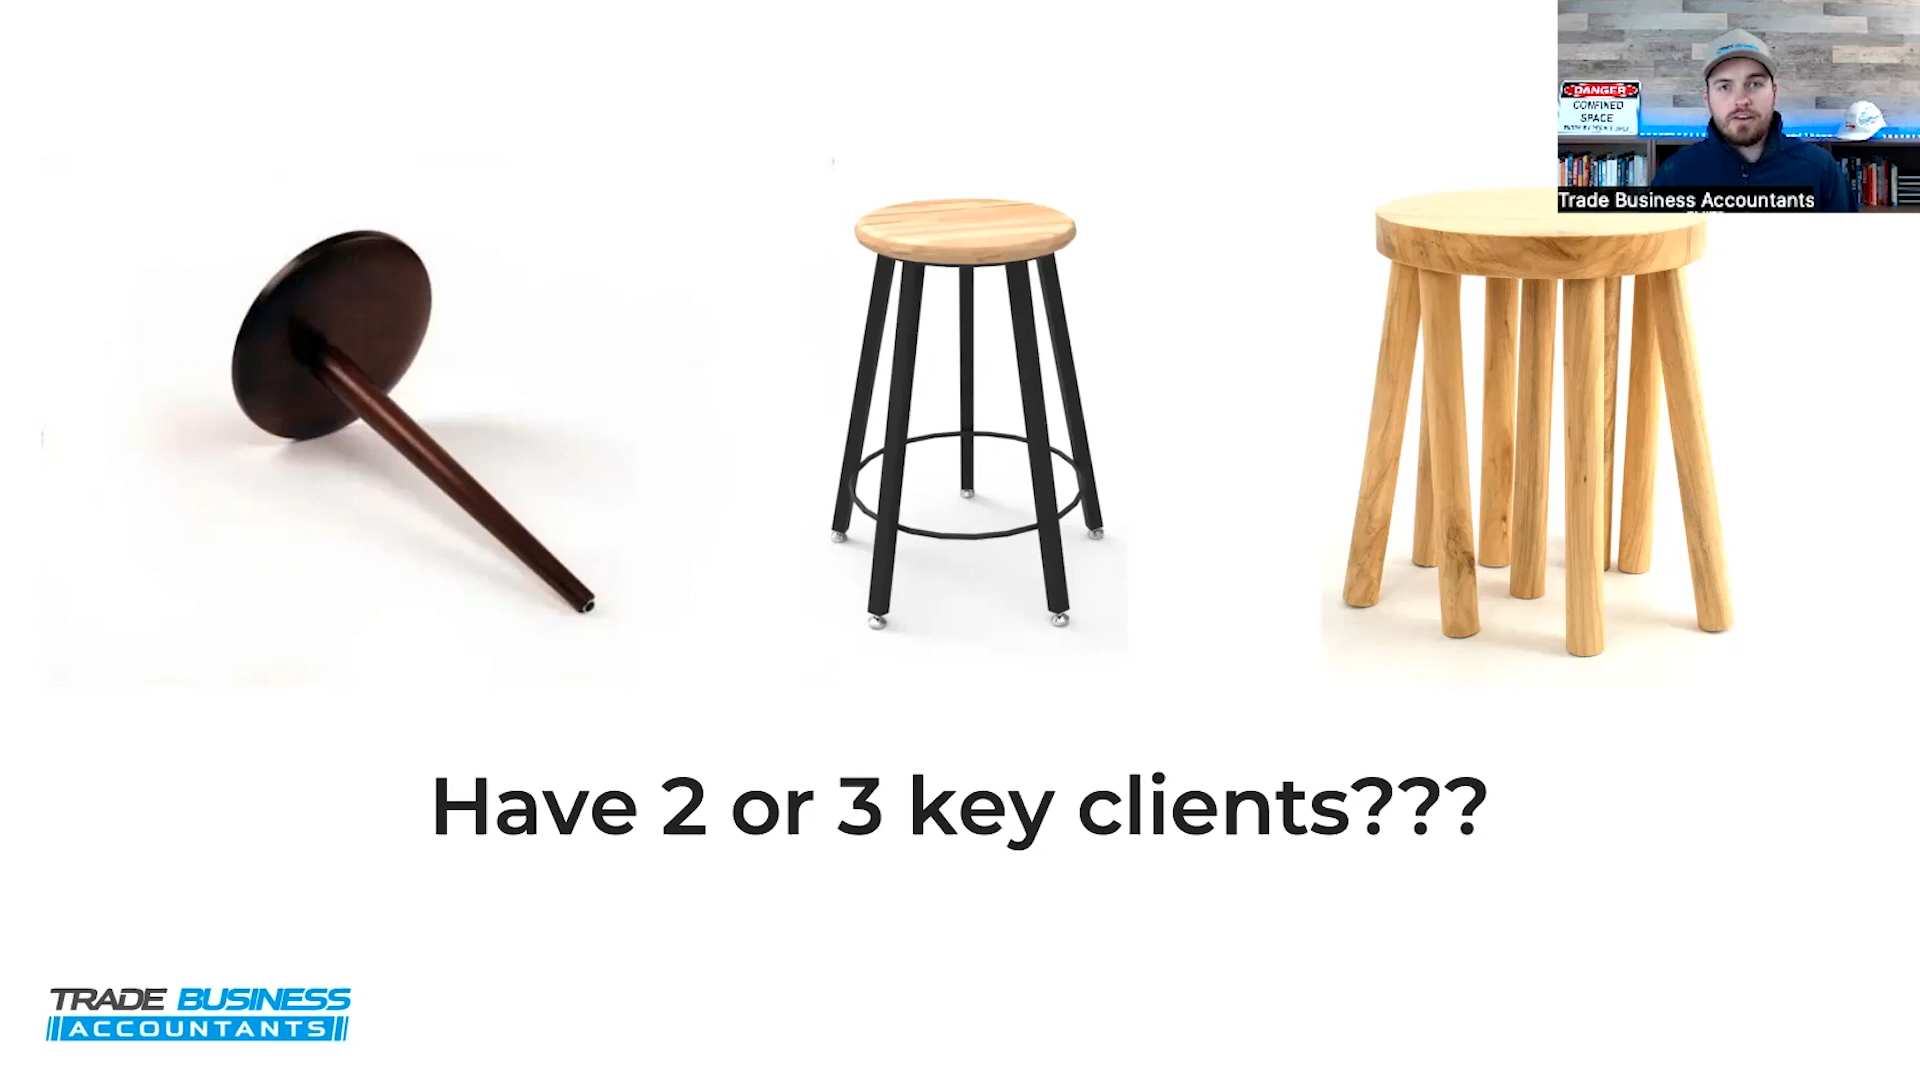 DANGER
CONFINED
SPACE
Trade Business Accountants
Have 2 or 3 key clients???
TRADE BUSINESS
ACCOUNTANTS